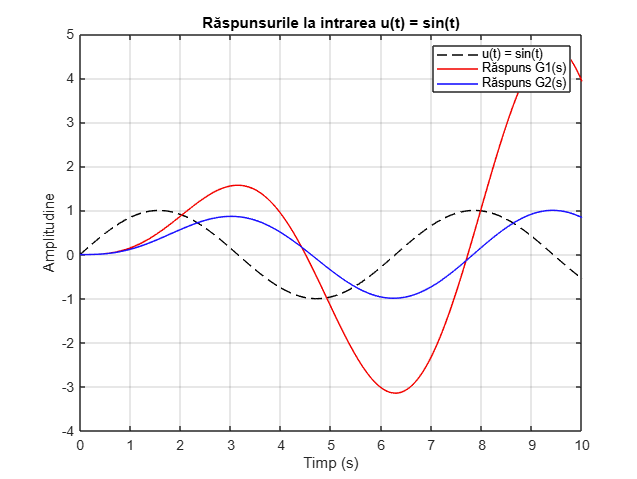 Răspunsurile la intrarea u(t) = sin(t)
u(t) = sin(t)
Răspuns G1(s)
Răspuns G2(s)
Amplitudine
5
4
3
2
1
0
-1
-2
-3
-4
0 1 2 3 4 5 6 7 8 9 10
Timp (s)